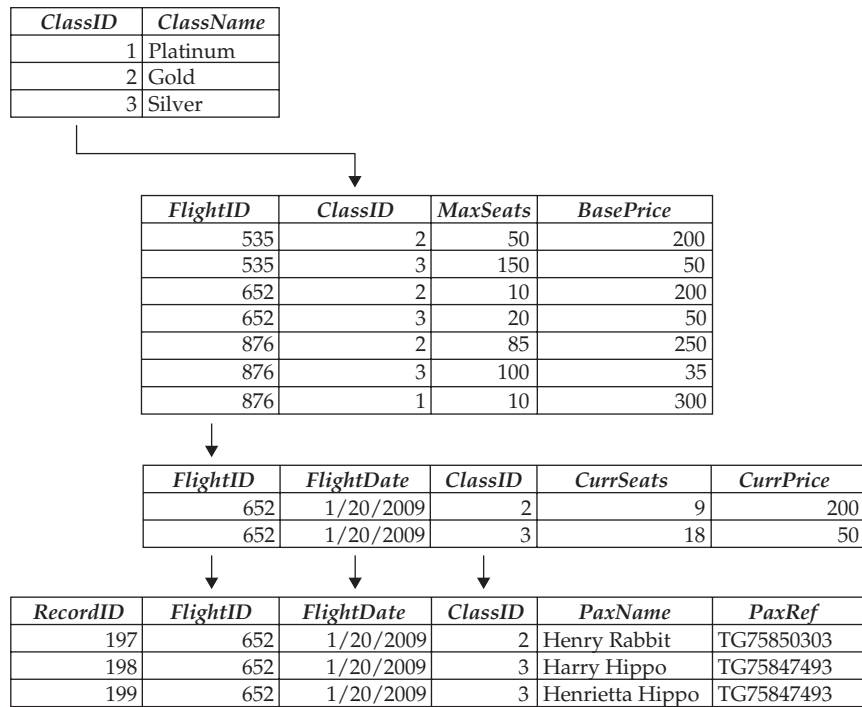 ClassID ClassName
1 Platinum
2 Gold
3 Silver
FlightID ClassID MaxSeats BasePrice
535 2 50 200
535 3 150 50
652 2 10 200
652 3 20 50
876 2 85 250
876 3 100 35
876 1 10 300
FlightID FlightDate ClassID CurrSeats CurrPrice
652 1/20/2009 2 9 200
652 1/20/2009 3 18 50
RecordID FlightID FlightDate ClassID PaxName PaxRef
197 652 1/20/2009 2 Henry Rabbit TG75850303
198 652 1/20/2009 3 Harry Hippo TG75847493
199 652 1/20/2009 3 Henrietta Hippo TG75847493